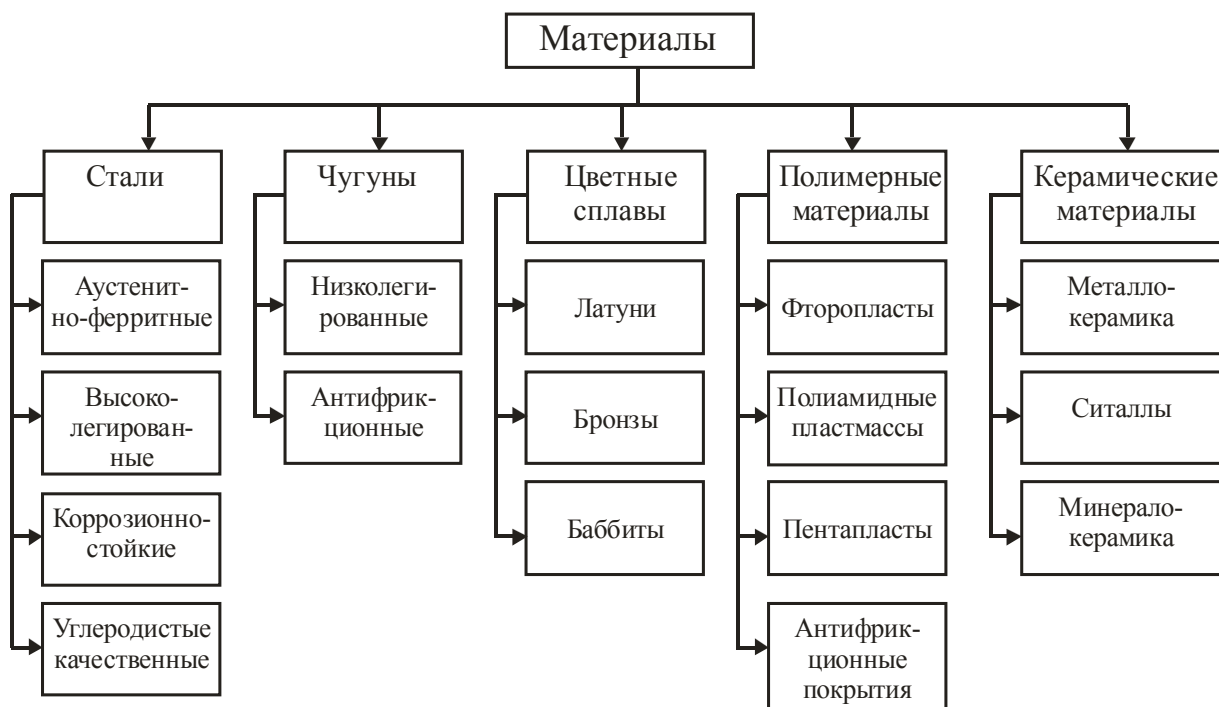 Материалы
Стали
Чугуны
Цветные
сплавы
Полимерные
материалы
Керамические
материалы
Аустенит-
но-ферритные
Высоко-
легирован-
ные
Коррозионно-
стойкие
Углеродистые
качественные
Низколеги-
рованные
Антифрик-
ционные
Латуни
Бронзы
Баббиты
Фторопласты
Полиамидные
пластмассы
Пентапласты
Антифрик-
ционные
покрытия
Металло-
керамика
Ситаллы
Минерало-
керамика